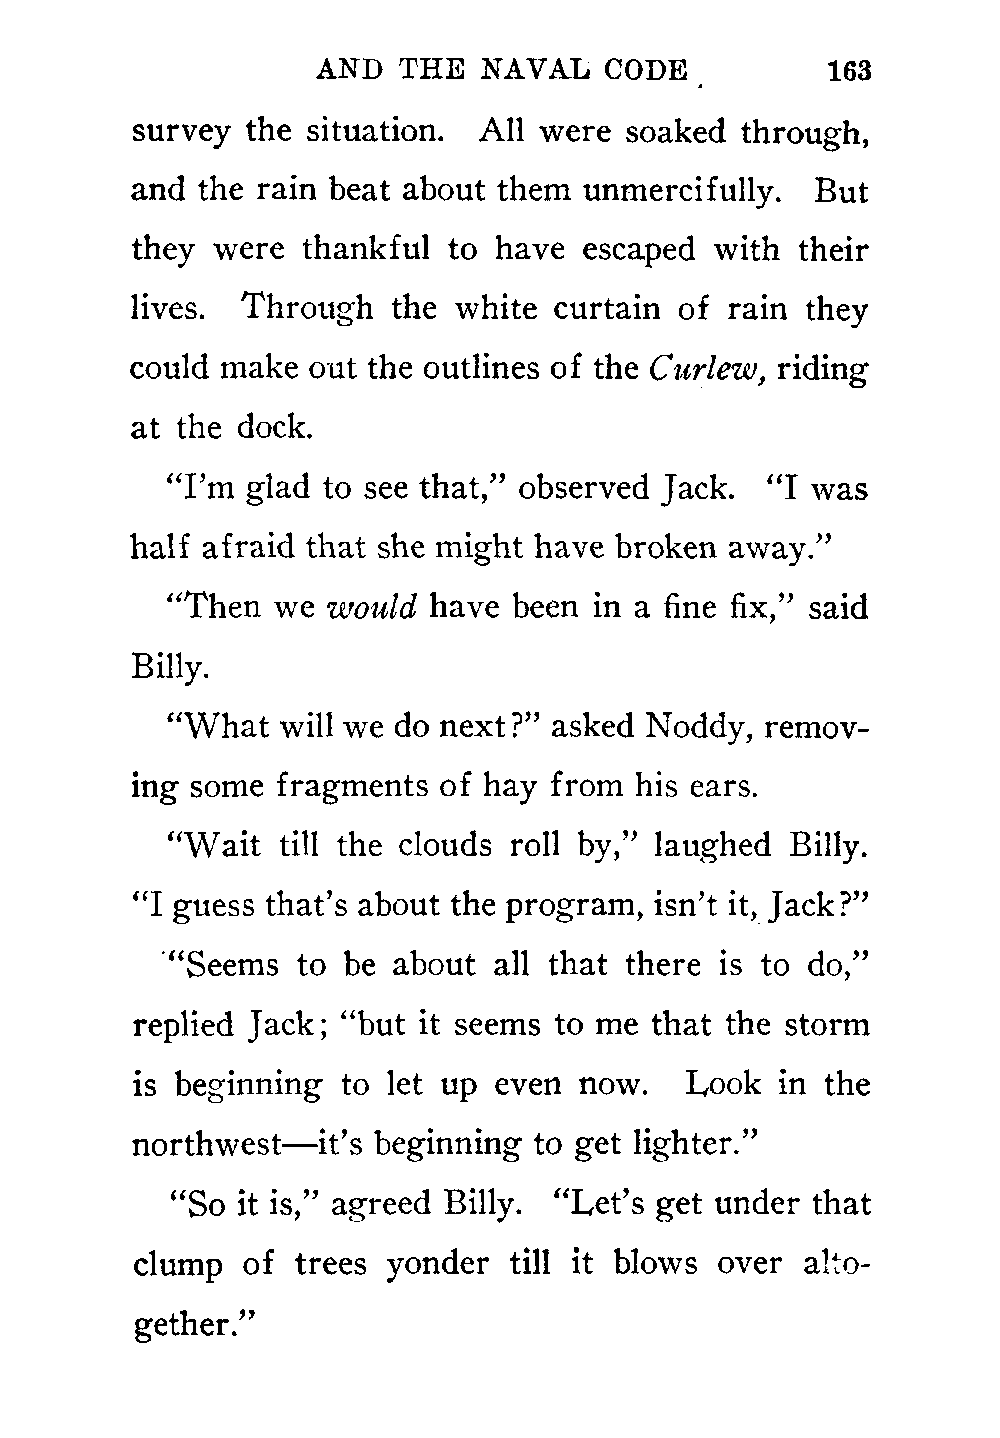 AND THE NAVAL CODE 163
survey the situation. All were soaked through,
and the rain beat about them unmercifully. But
they were thankful to have escaped with their
lives. Through the white curtain of rain they
could make out the outlines of the Curlew, riding
at the dock.
“I’m glad to see that,” observed Jack. “I was
half afraid that she might have broken away.”
“Then we would have been in a fine fix,” said
Billy.
“What will we do next?” asked Noddy, remov-
ing some fragments of hay from his ears.
“Wait till the clouds roll by,” laughed Billy.
“I guess that’s about the program, isn’t it, Jack?”
“Seems to be about all that there is to do,”
replied Jack; “but it seems to me that the storm
is beginning to let up even now. Look in the
northwest—it’s beginning to get lighter.”
“So it is,” agreed Billy. “Let’s get under that
clump of trees yonder till it blows over alto-
gether.”